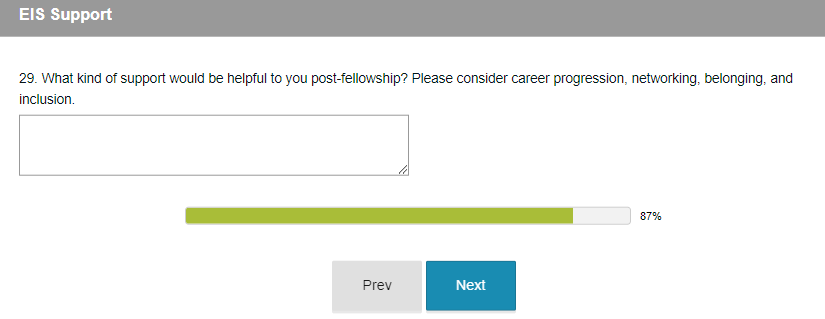 EIS Support
29. What kind of support would be helpful to you post-fellowship? Please consider career progression, networking, belonging, and
inclusion.
87%
Prev
Next